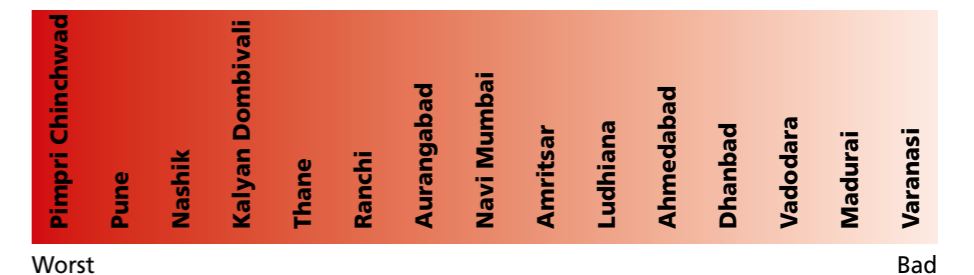 Pimpri Chinchwad
Pune
Nashik
Kalyan Dombivali
Thane
Ranchi
Aurangabad
Navi Mumbai
Amritsar
Ludhiana
Ahmedabad
Dhanbad
Vadodara
Madurai
Varanasi
Worst
Bad